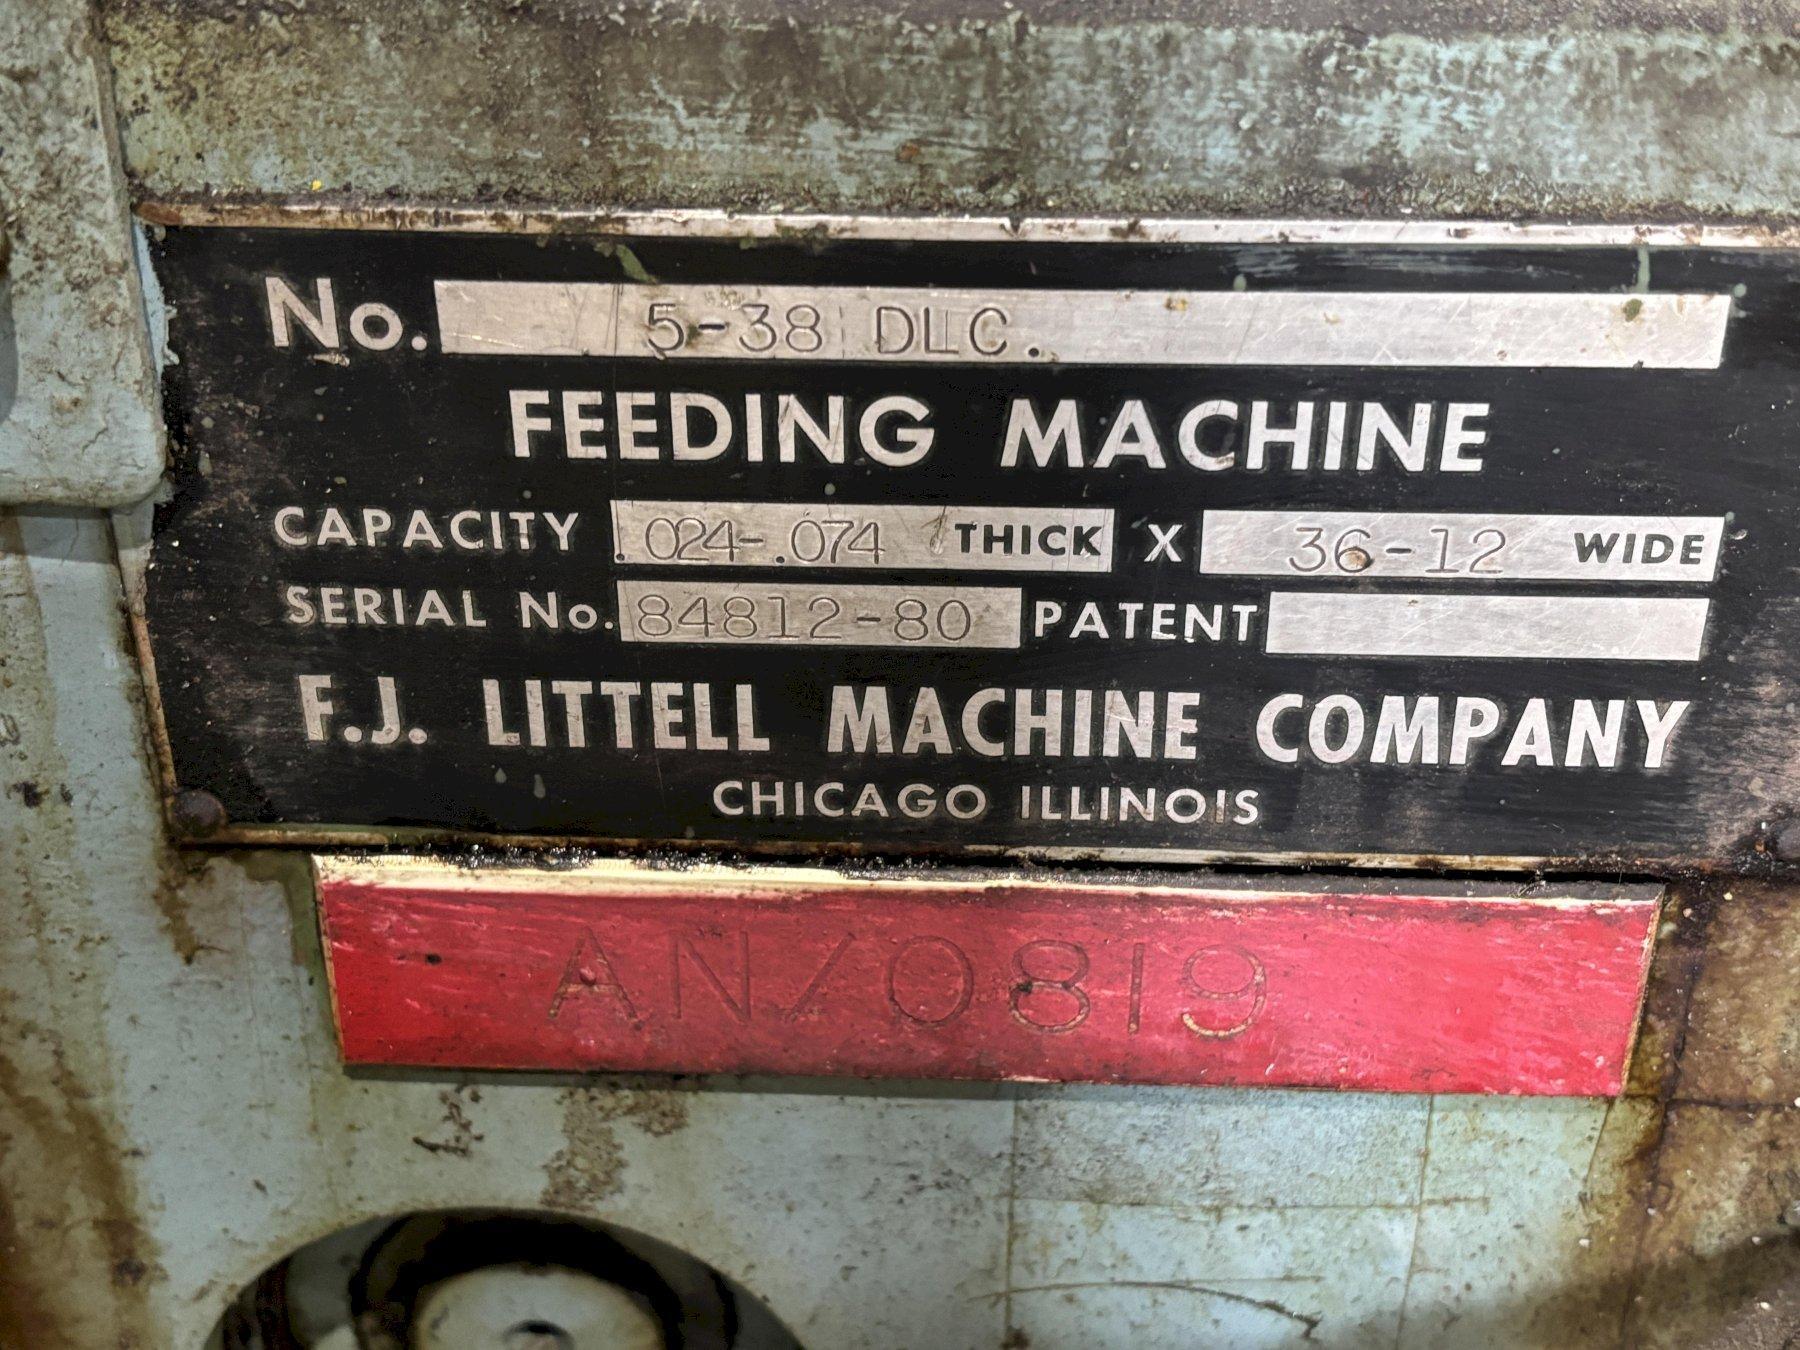 No. 5-38 DLC.
FEEDING MACHINE
CAPACITY .024-.074 THICK X 36-12 WIDE
SERIAL No. 84812-80 PATENT
F.J. LITTELL MACHINE COMPANY
CHICAGO ILLINOIS
AN/0819